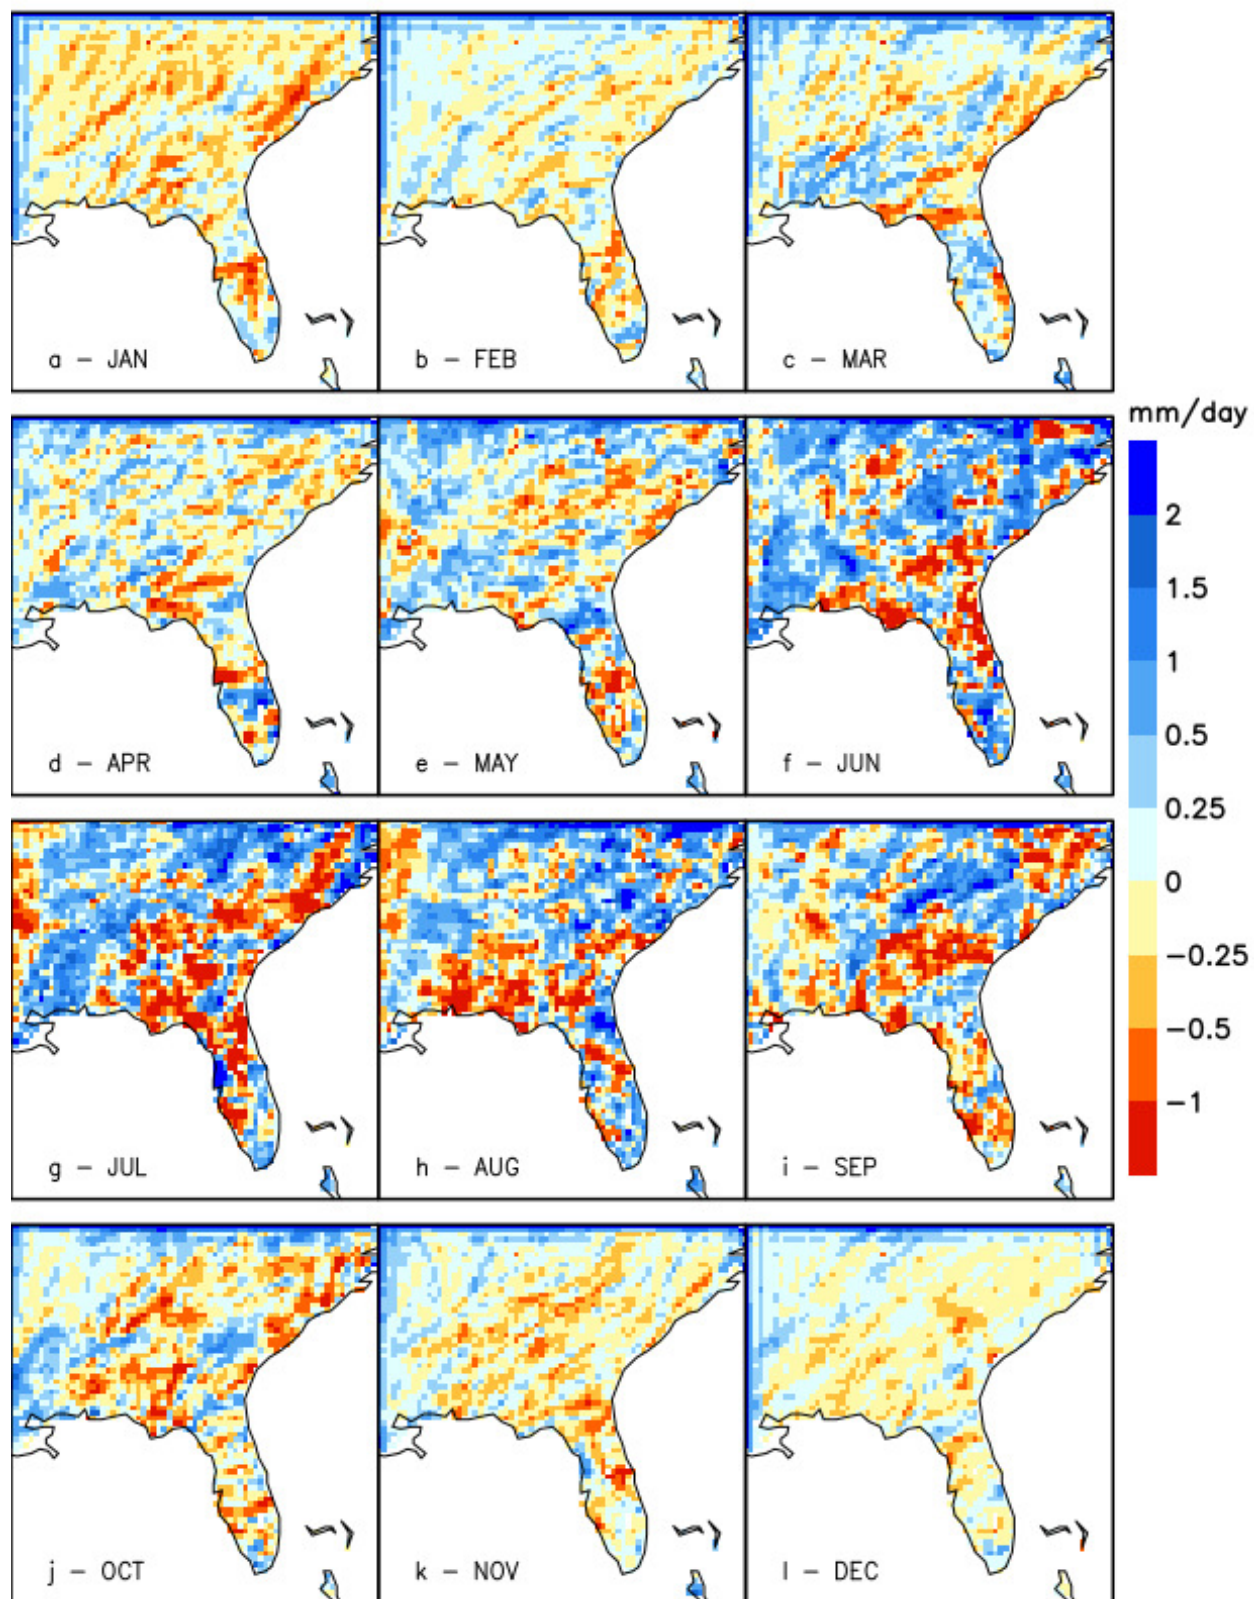 a – JAN
b – FEB
c – MAR
mm/day
2
1.5
1
0.5
0.25
0
−0.25
−0.5
−1
d – APR
e – MAY
f – JUN
g – JUL
h – AUG
i – SEP
j – OCT
k – NOV
l – DEC